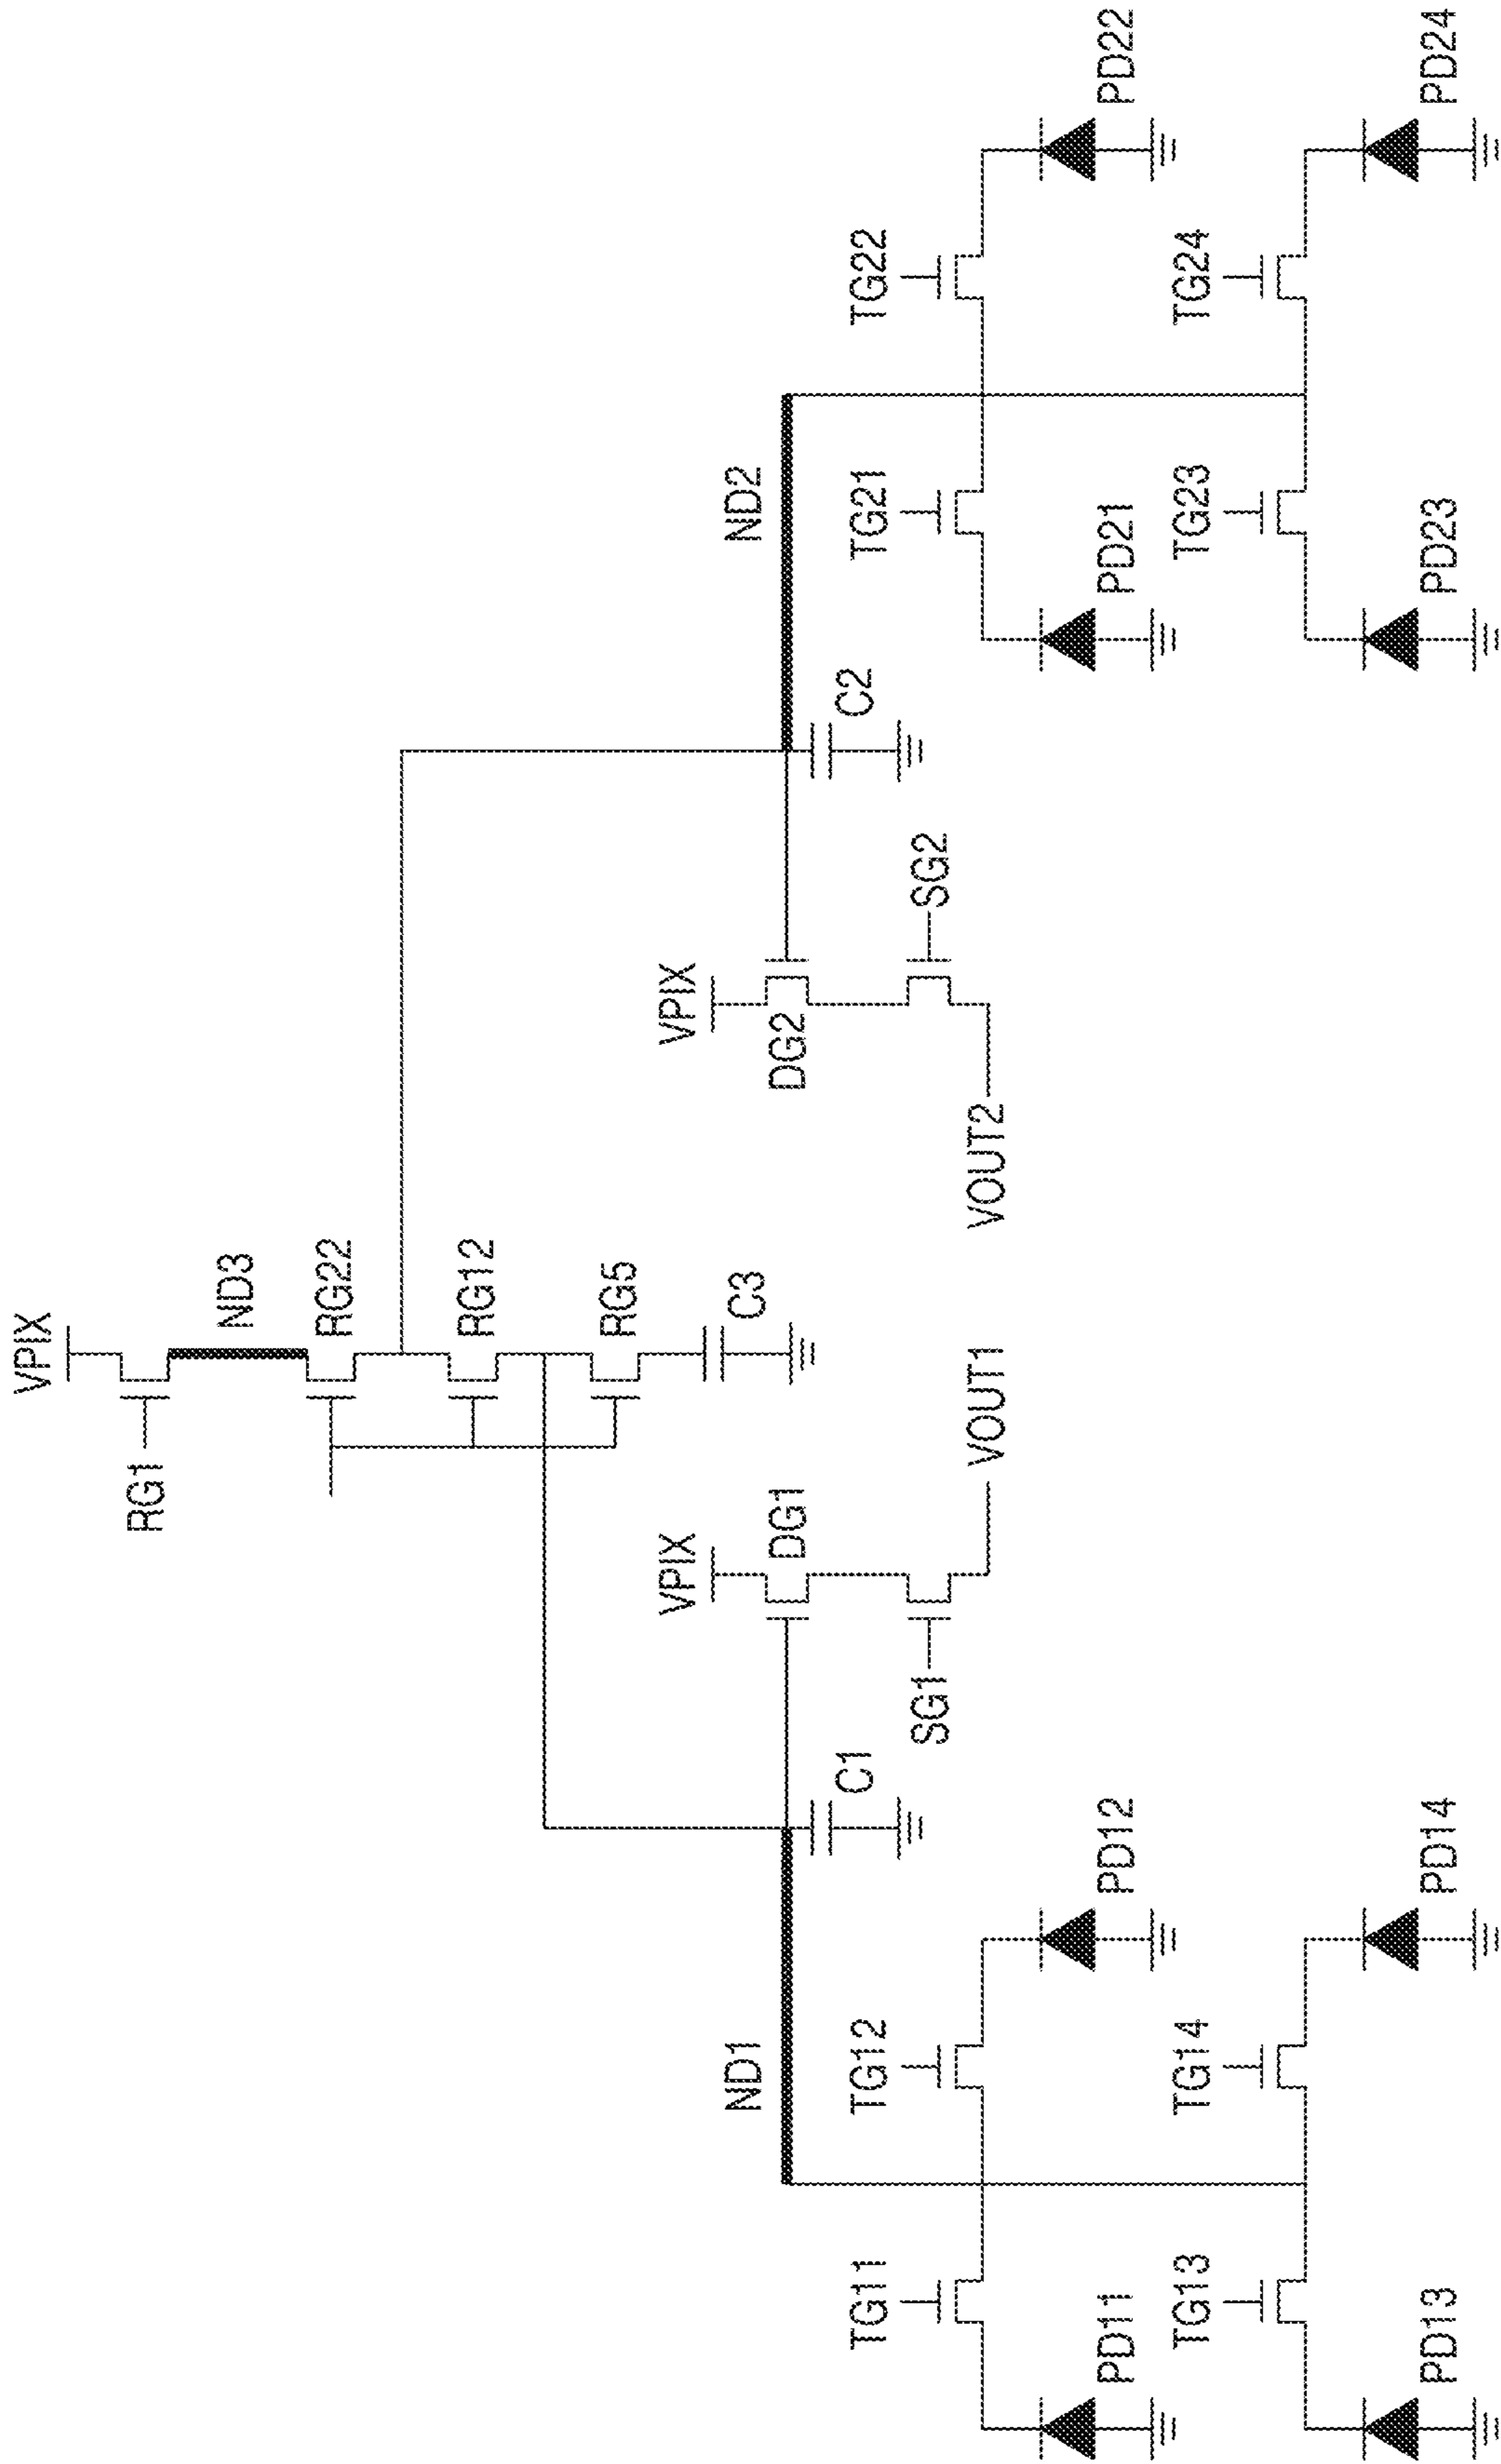 VPIX
RG1
ND3
RG22
RG12
RG5
C3
VPIX
DG1
SG1
VOUT1
VPIX
DG2
SG2
VOUT2
ND1
C1
ND2
C2
TG11
TG12
PD11
PD12
TG13
TG14
PD13
PD14
TG21
TG22
PD21
PD22
TG23
TG24
PD23
PD24